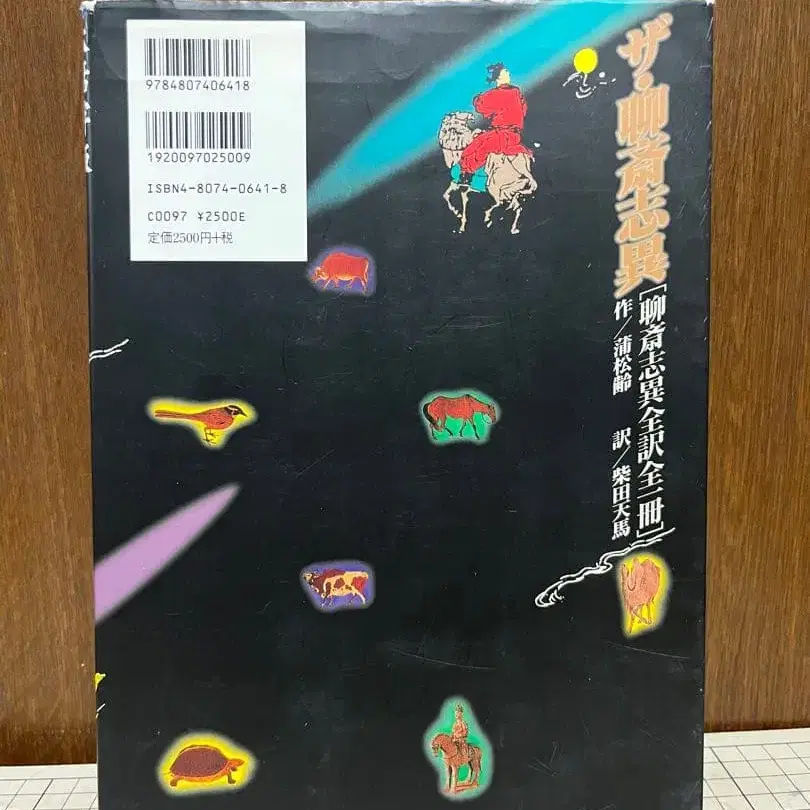 9784807406418
1920097025009
ISBN4-8074-0641-8
C0097 ¥2500E
定価2500円+税
ザ・聊斎志異
[聊斎志異全訳全一冊]
作/蒲松齢 訳/柴田天馬